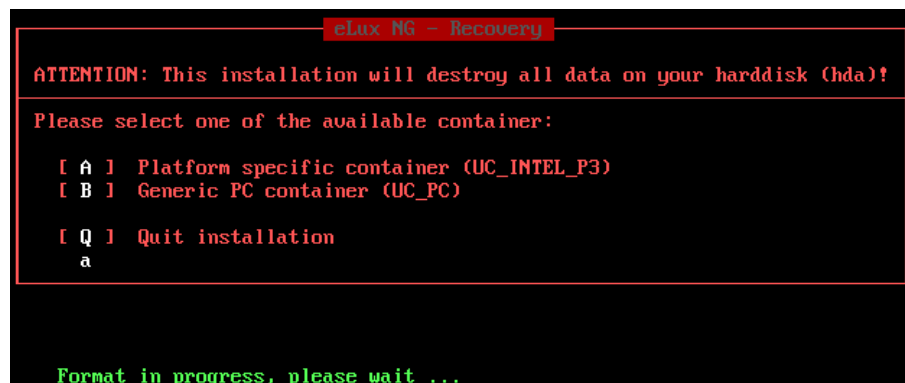 eLux NG - Recovery
ATTENTION: This installation will destroy all data on your harddisk (hda)!
Please select one of the available container:
[ A ] Platform specific container (UC_INTEL_P3)
[ B ] Generic PC container (UC_PC)
[ Q ] Quit installation
a
Format in progress, please wait ...